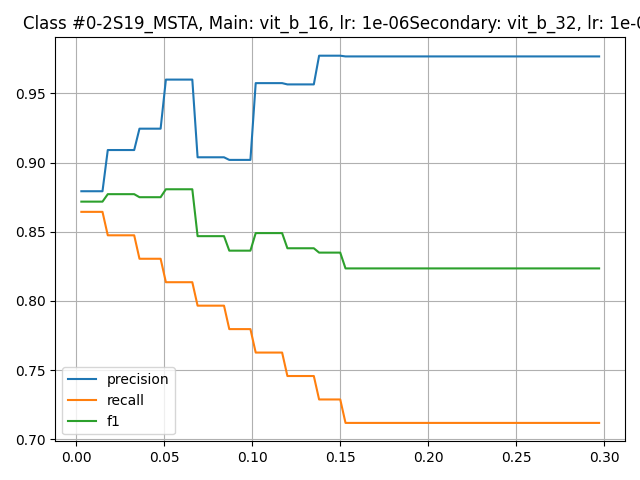 Class #0-2S19_MSTA, Main: vit_b_16, lr: 1e-06Secondary: vit_b_32, lr: 1e-0
0.95
0.90
0.85
0.80
0.75
0.70
precision
recall
f1
0.00 0.05 0.10 0.15 0.20 0.25 0.30